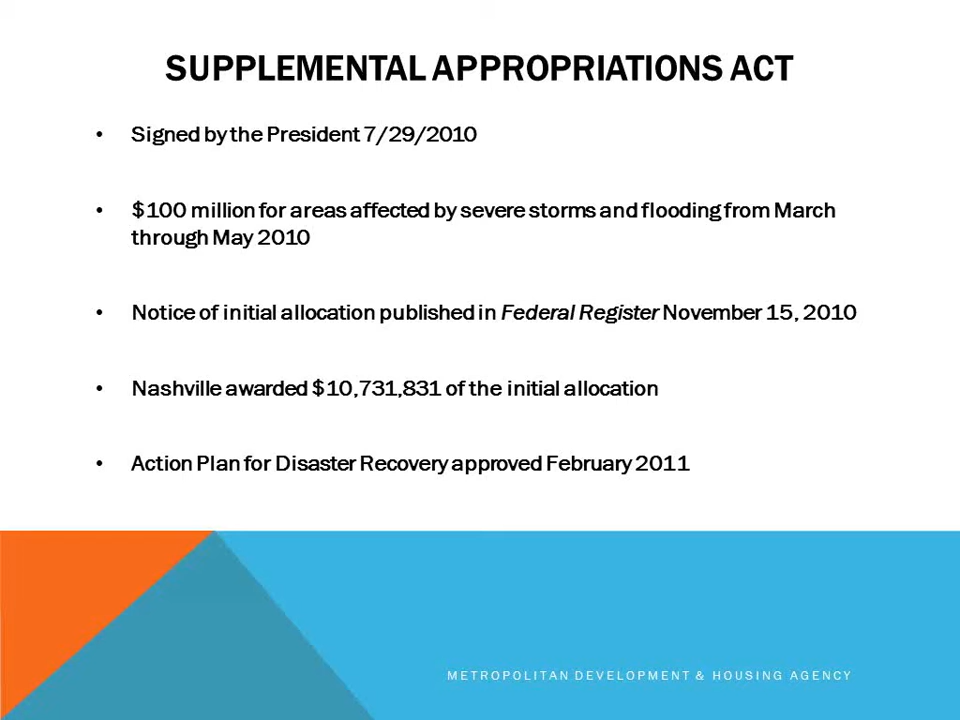 SUPPLEMENTAL APPROPRIATIONS ACT
• Signed by the President 7/29/2010
• $100 million for areas affected by severe storms and flooding from March
through May 2010
• Notice of initial allocation published in Federal Register November 15, 2010
• Nashville awarded $10,731,831 of the initial allocation
• Action Plan for Disaster Recovery approved February 2011
METROPOLITAN DEVELOPMENT & HOUSING AGENCY